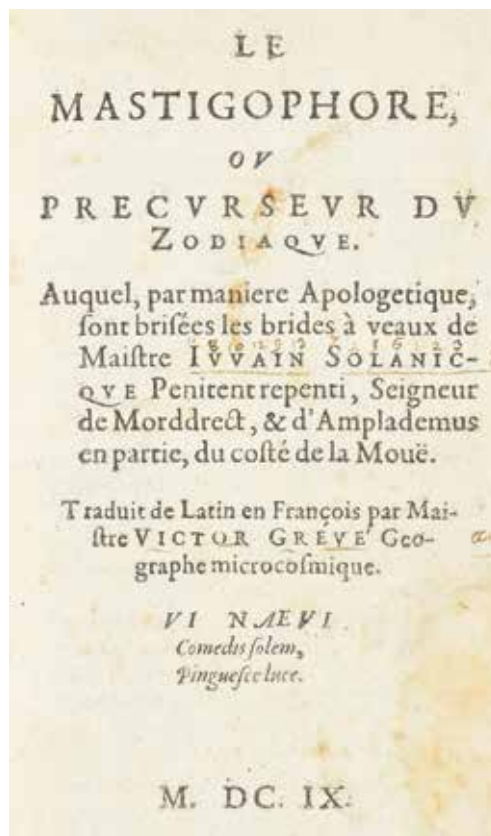 LE
MASTIGOPHORE,
OV
PRECVRSEVR DV
ZODIAQVE.
Auquel, par maniere Apologetique,
ſont briſées les brides à veaux de
Maiſtre IVVAIN SOLANIC-
QVE Penitent repenti, Seigneur
de Morddrect, & d'Amplademus
en partie, du coſté de la Mouë.
Traduit de Latin en François par Mai-
ſtre VICTOR GRÉVE Geo-
graphe microcoſmique.
VI NÆVI
Comedis ſolem,
Pingueſce luce.
M. DC. IX.